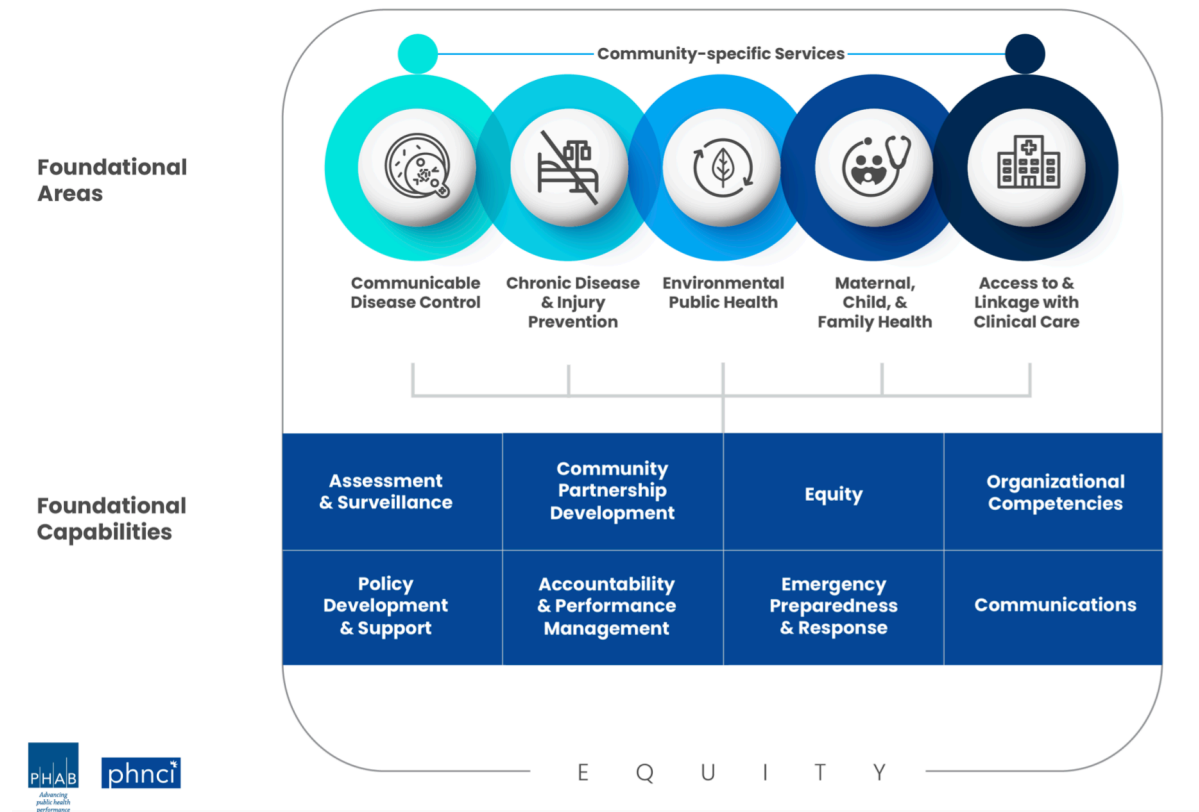 Community-specific Services
Foundational
Areas
Communicable
Disease Control
Chronic Disease
& Injury
Prevention
Environmental
Public Health
Maternal,
Child, &
Family Health
Access to &
Linkage with
Clinical Care
Foundational
Capabilities
Assessment
& Surveillance
Community
Partnership
Development
Equity
Organizational
Competencies
Policy
Development
& Support
Accountability
& Performance
Management
Emergency
Preparedness
& Response
Communications
EQUITY
PHAB
Advancing
public health
performance
phnci